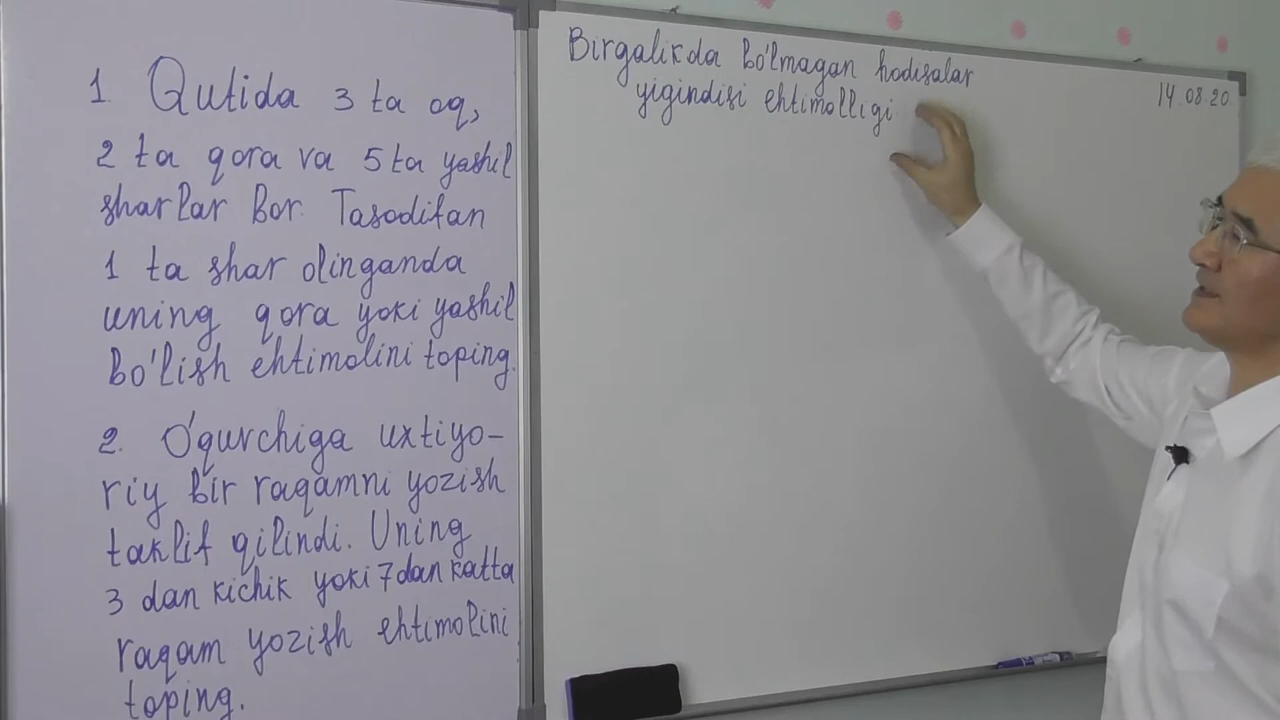 1. Qutida 3 ta oq,
2 ta qora va 5 ta yashil
sharlar bor. Tasodifan
1 ta shar olinganda
uning qora yoki yashil
bo'lish ehtimolini toping.
2. O'quvchiga ixtiyo-
riy bir raqamni yozish
taklif qilindi. Uning
3 dan kichik yoki 7 dan katta
raqam yozish ehtimolini
toping.
Birgalikda bo'lmagan hodisalar
yigindisi ehtimolligi
14.08.20